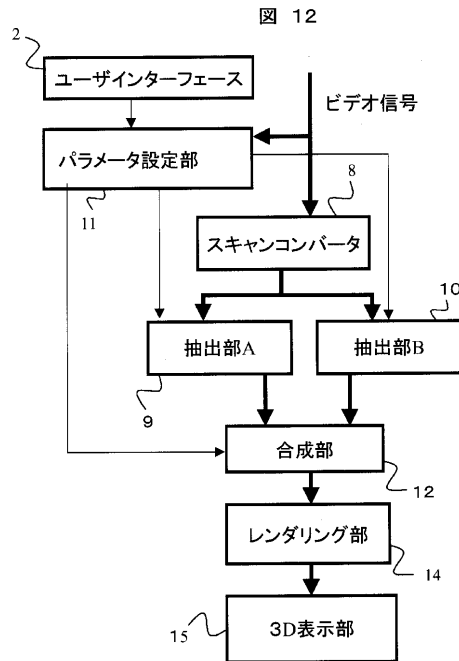 図 12
2
ユーザインターフェース
ビデオ信号
パラメータ設定部
11
8
スキャンコンバータ
10
抽出部A
抽出部B
9
合成部
12
レンダリング部
14
3D表示部
15